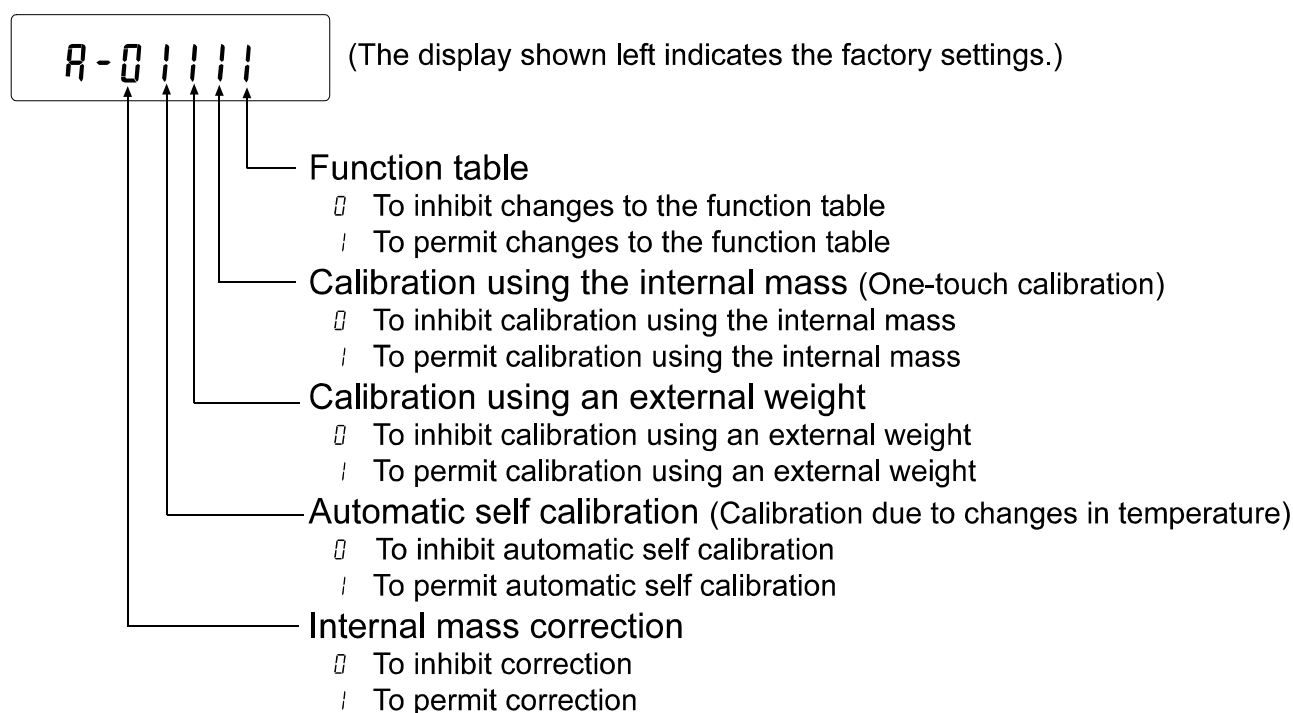 A-01111 (The display shown left indicates the factory settings.)
Function table
0 To inhibit changes to the function table
1 To permit changes to the function table
Calibration using the internal mass (One-touch calibration)
0 To inhibit calibration using the internal mass
1 To permit calibration using the internal mass
Calibration using an external weight
0 To inhibit calibration using an external weight
1 To permit calibration using an external weight
Automatic self calibration (Calibration due to changes in temperature)
0 To inhibit automatic self calibration
1 To permit automatic self calibration
Internal mass correction
0 To inhibit correction
1 To permit correction